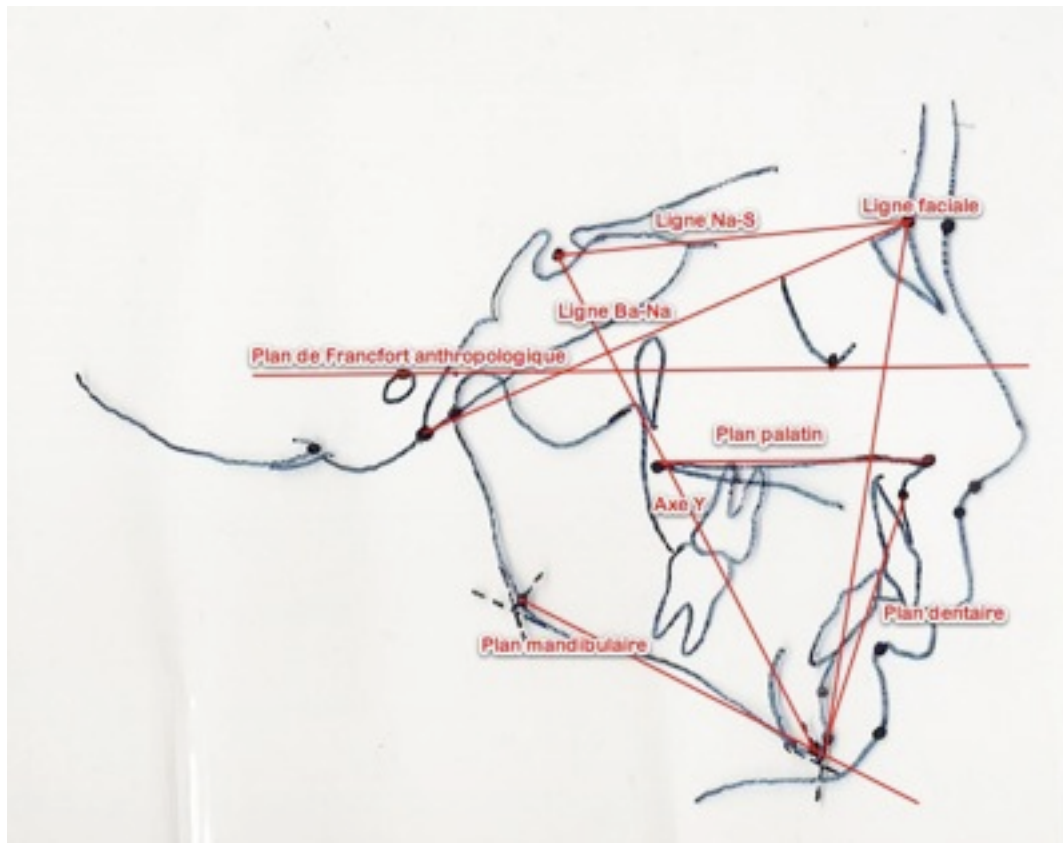 Ligne faciale
Ligne Na-S
Ligne Ba-Na
Plan de Francfort anthropologique
Plan palatin
Axe Y
Plan dentaire
Plan mandibulaire